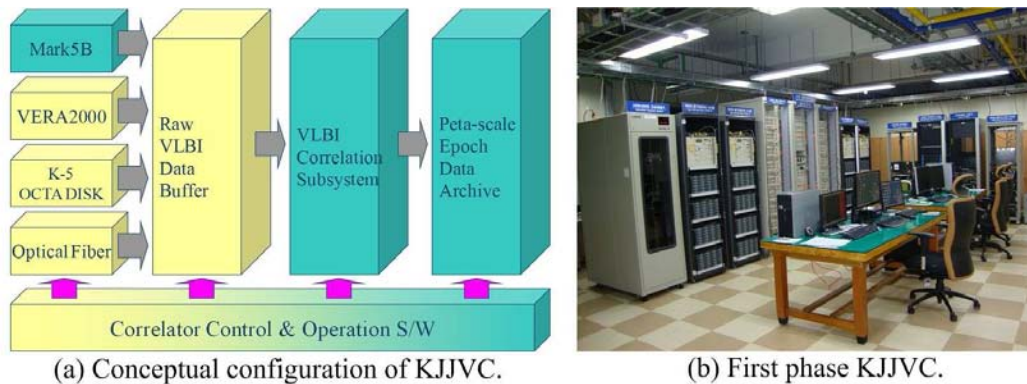 Mark5B
VERA2000
K-5
OCTA DISK
Optical Fiber
Raw
VLBI
Data
Buffer
VLBI
Correlation
Subsystem
Peta-scale
Epoch
Data
Archive
Correlator Control & Operation S/W
(a) Conceptual configuration of KJJVC.
(b) First phase KJJVC.